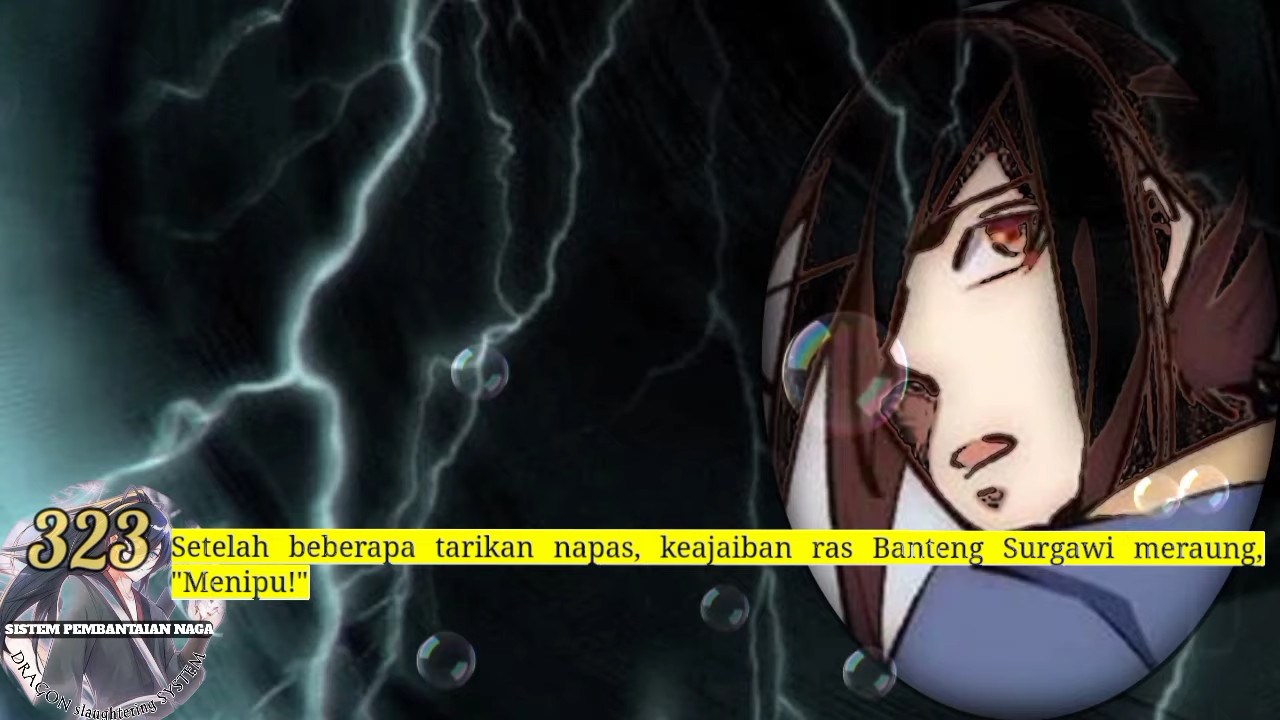 323
Setelah beberapa tarikan napas, keajaiban ras Banteng Surgawi meraung,
"Menipu!"
SISTEM PEMBANTAIAN NAGA
DRAGON slaughtering SYSTEM